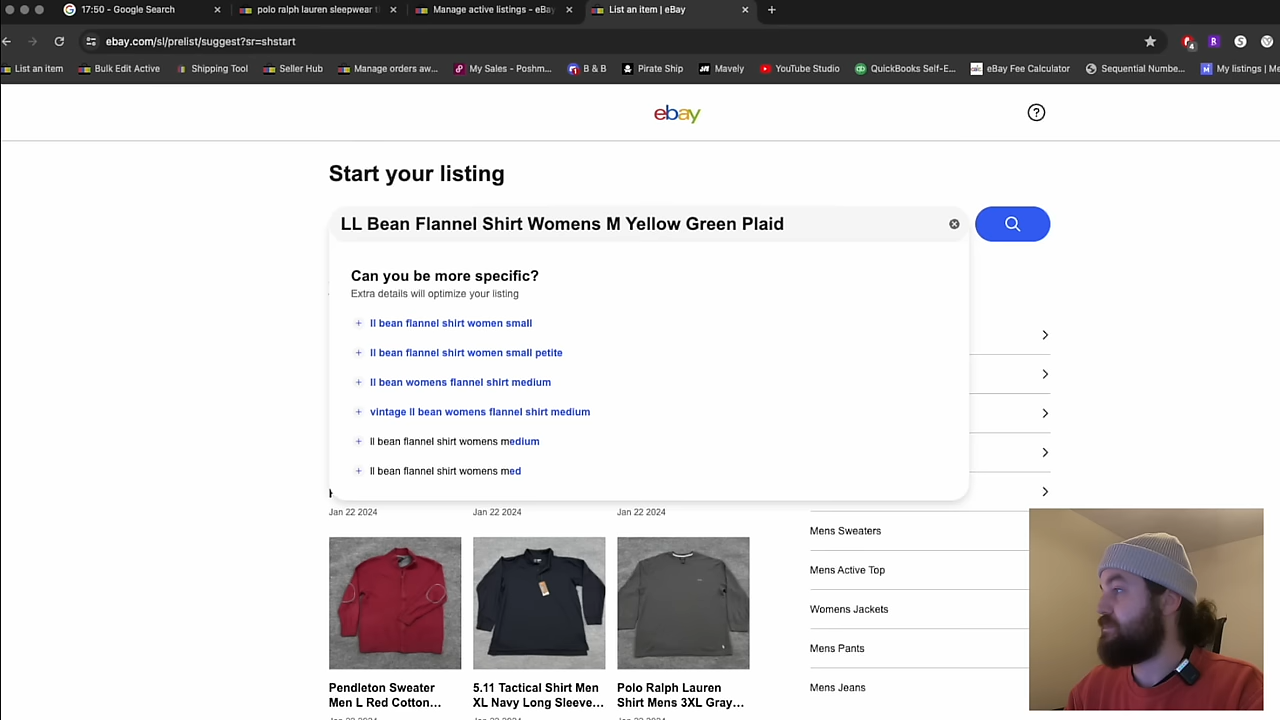 17:50 - Google Search
polo ralph lauren sleepwear
Manage active listings - eBay
List an item | eBay
ebay.com/sl/prelist/suggest?sr=shstart
4
R
S
List an item
Bulk Edit Active
Shipping Tool
Seller Hub
Manage orders aw...
My Sales - Poshm...
B & B
Pirate Ship
Mavely
YouTube Studio
QuickBooks Self-E...
eBay Fee Calculator
Sequential Numbe...
My listings | Me
ebay
?
Start your listing
LL Bean Flannel Shirt Womens M Yellow Green Plaid
Can you be more specific?
Extra details will optimize your listing
+ ll bean flannel shirt women small
+ ll bean flannel shirt women small petite
+ ll bean womens flannel shirt medium
+ vintage ll bean womens flannel shirt medium
+ ll bean flannel shirt womens medium
+ ll bean flannel shirt womens med
Jan 22 2024
Jan 22 2024
Jan 22 2024
Mens Sweaters
Mens Active Top
Womens Jackets
Mens Pants
Mens Jeans
Pendleton Sweater
Men L Red Cotton...
5.11 Tactical Shirt Men
XL Navy Long Sleeve...
Polo Ralph Lauren
Shirt Mens 3XL Gray...